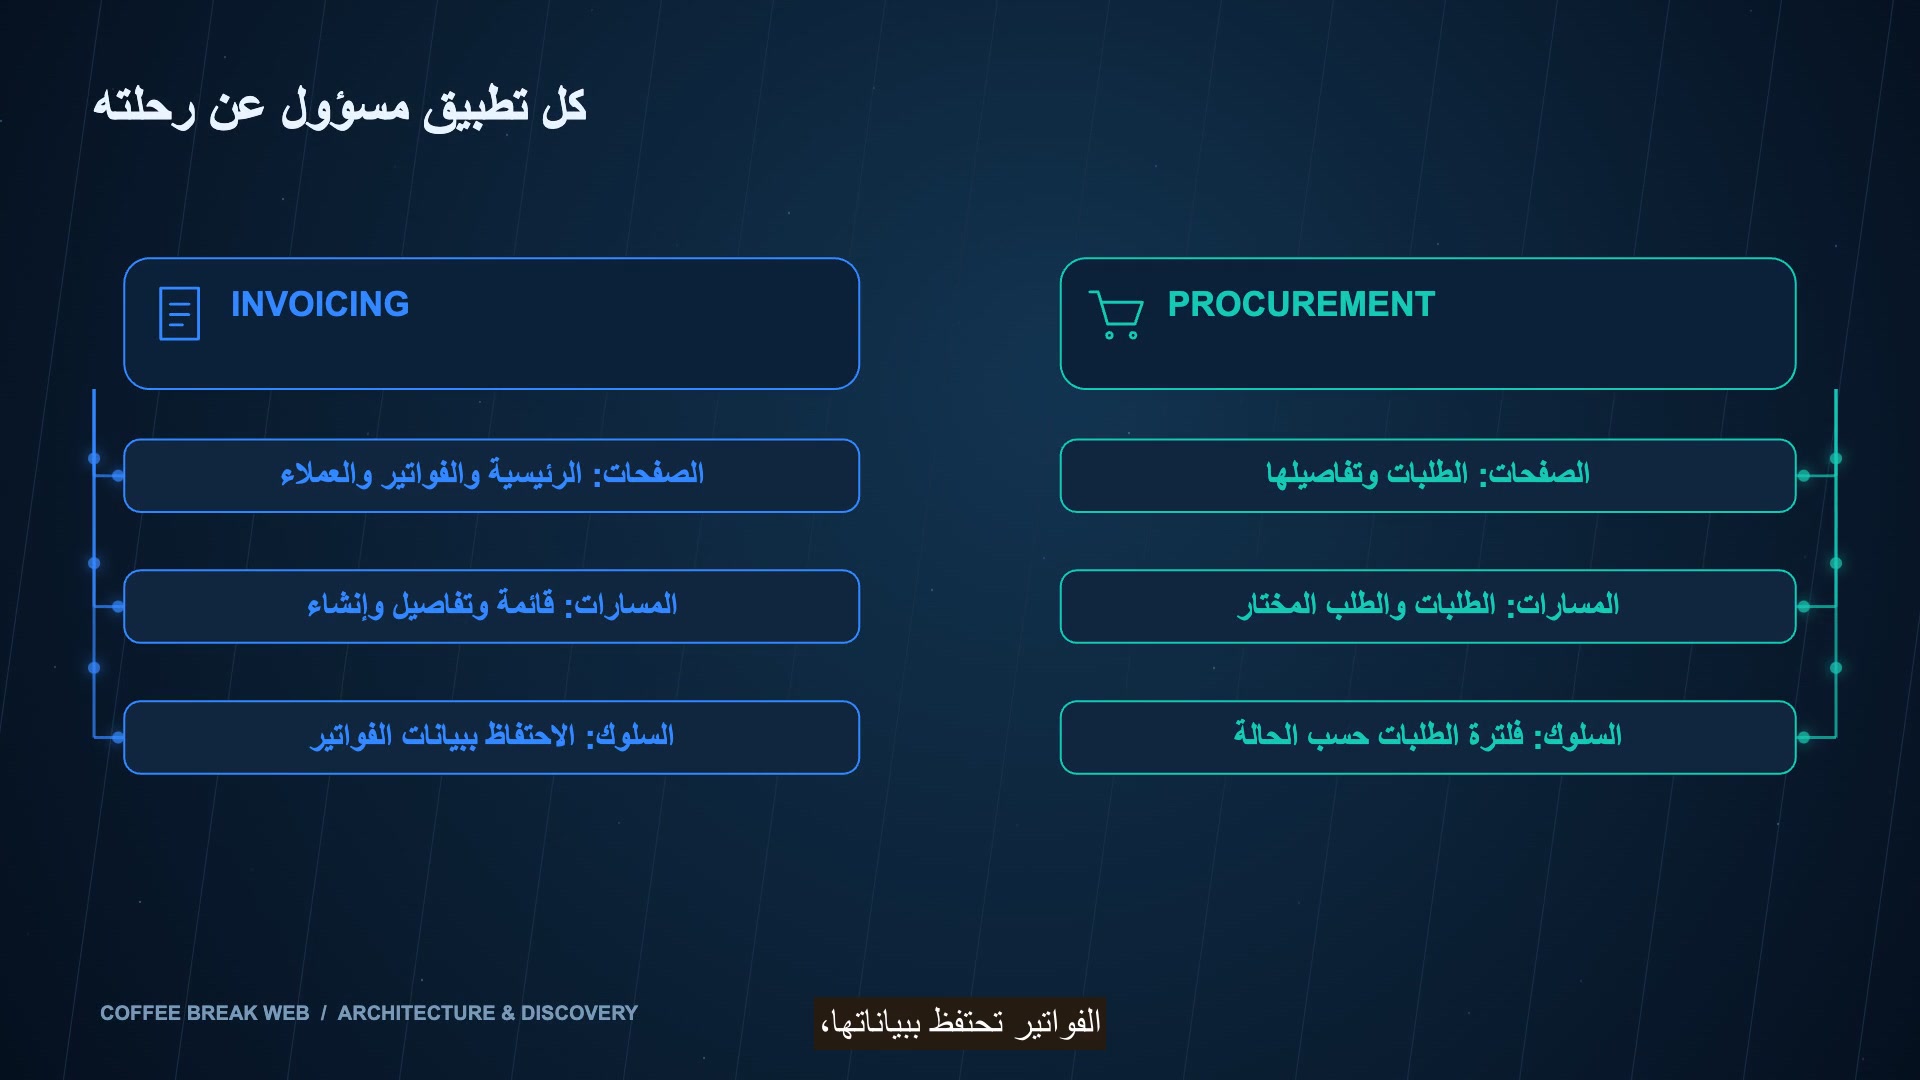 كل تطبيق مسؤول عن رحلته
INVOICING
الصفحات: الرئيسية والفواتير والعملاء
المسارات: قائمة وتفاصيل وإنشاء
السلوك: الاحتفاظ ببيانات الفواتير
PROCUREMENT
الصفحات: الطلبات وتفاصيلها
المسارات: الطلبات والطلب المختار
السلوك: فلترة الطلبات حسب الحالة
COFFEE BREAK WEB / ARCHITECTURE & DISCOVERY
الفواتير تحتفظ ببياناتها،